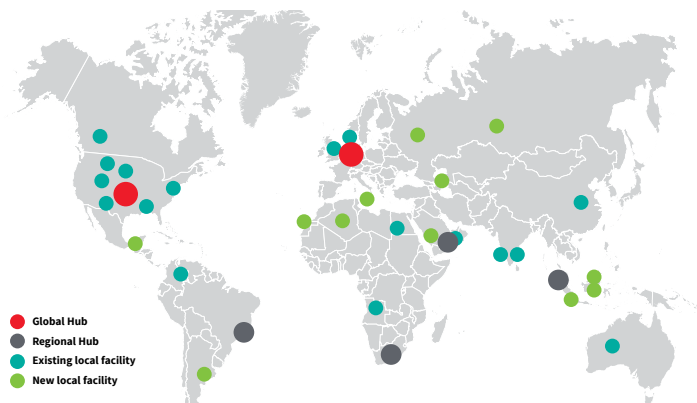 Global Hub
Regional Hub
Existing local facility
New local facility